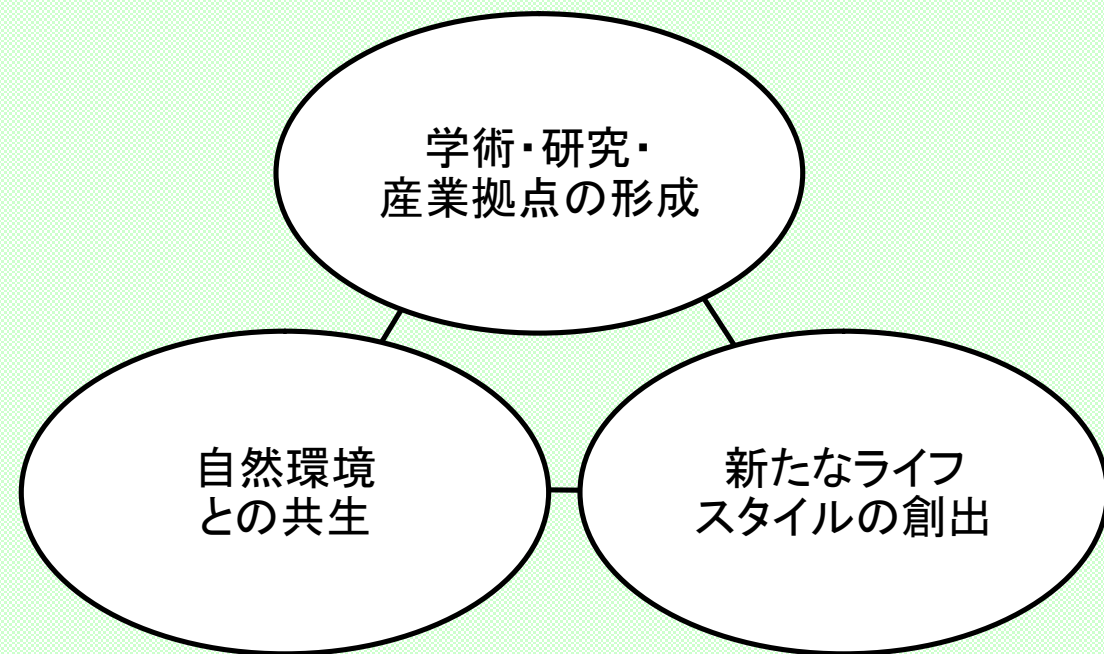 学術・研究・
産業拠点の形成
自然環境
との共生
新たなライフ
スタイルの創出